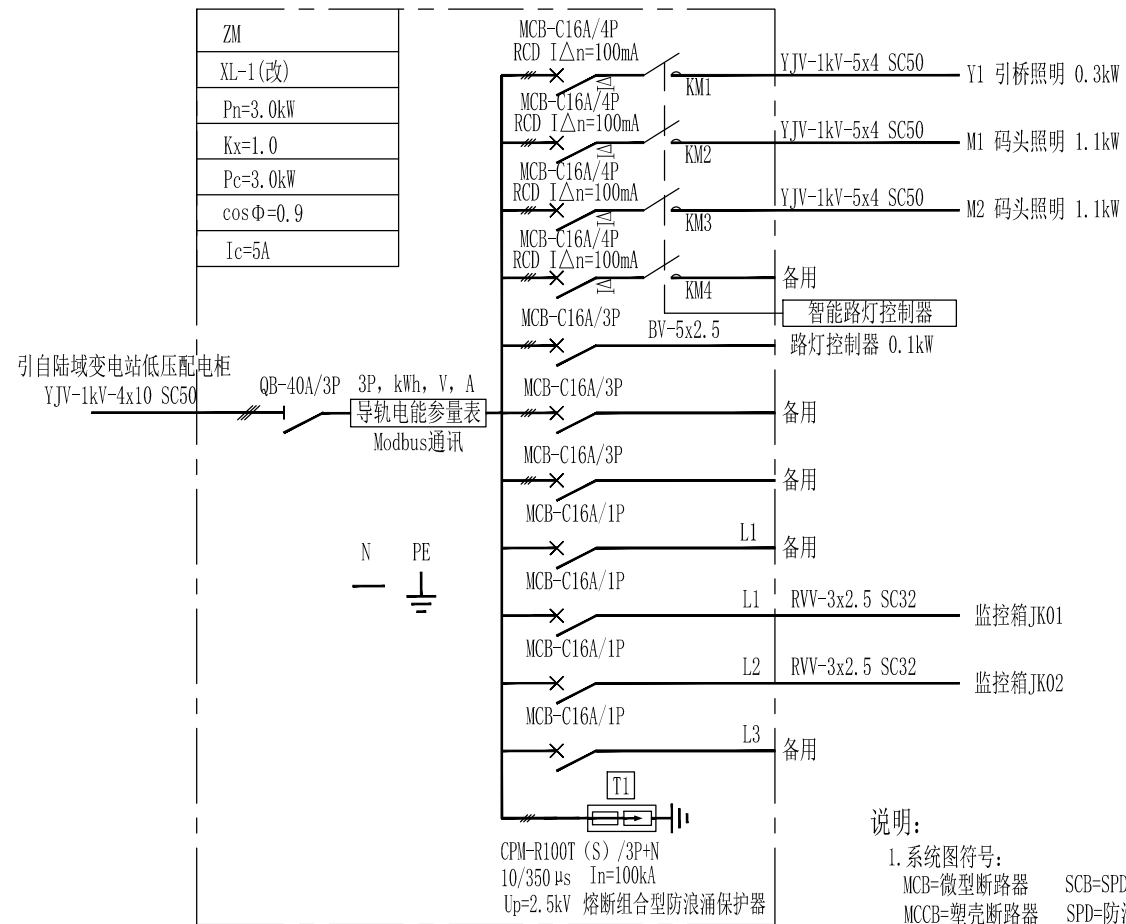 ZM
XL-1(改)
Pn=3.0kW
Kx=1.0
Pc=3.0kW
cosΦ=0.9
Ic=5A
MCB-C16A/4P
RCD I△n=100mA
KM1
YJV-1kV-5x4 SC50
Y1 引桥照明 0.3kW
MCB-C16A/4P
RCD I△n=100mA
KM2
YJV-1kV-5x4 SC50
M1 码头照明 1.1kW
MCB-C16A/4P
RCD I△n=100mA
KM3
YJV-1kV-5x4 SC50
M2 码头照明 1.1kW
MCB-C16A/4P
RCD I△n=100mA
KM4
备用
智能路灯控制器
MCB-C16A/3P
BV-5x2.5
路灯控制器 0.1kW
引自陆域变电站低压配电柜
YJV-1kV-4x10 SC50
QB-40A/3P
3P, kWh, V, A
导轨电能参量表
Modbus通讯
MCB-C16A/3P
备用
MCB-C16A/3P
备用
MCB-C16A/1P
L1
备用
N
PE
MCB-C16A/1P
L1
RVV-3x2.5 SC32
监控箱JK01
MCB-C16A/1P
L2
RVV-3x2.5 SC32
监控箱JK02
MCB-C16A/1P
L3
备用
T1
CPM-R100T（S）/3P+N
10/350μs In=100kA
Up=2.5kV 熔断组合型防浪涌保护器
说明:
1.系统图符号:
MCB=微型断路器 SCB=SPD
MCCB=塑壳断路器 SPD=防浪